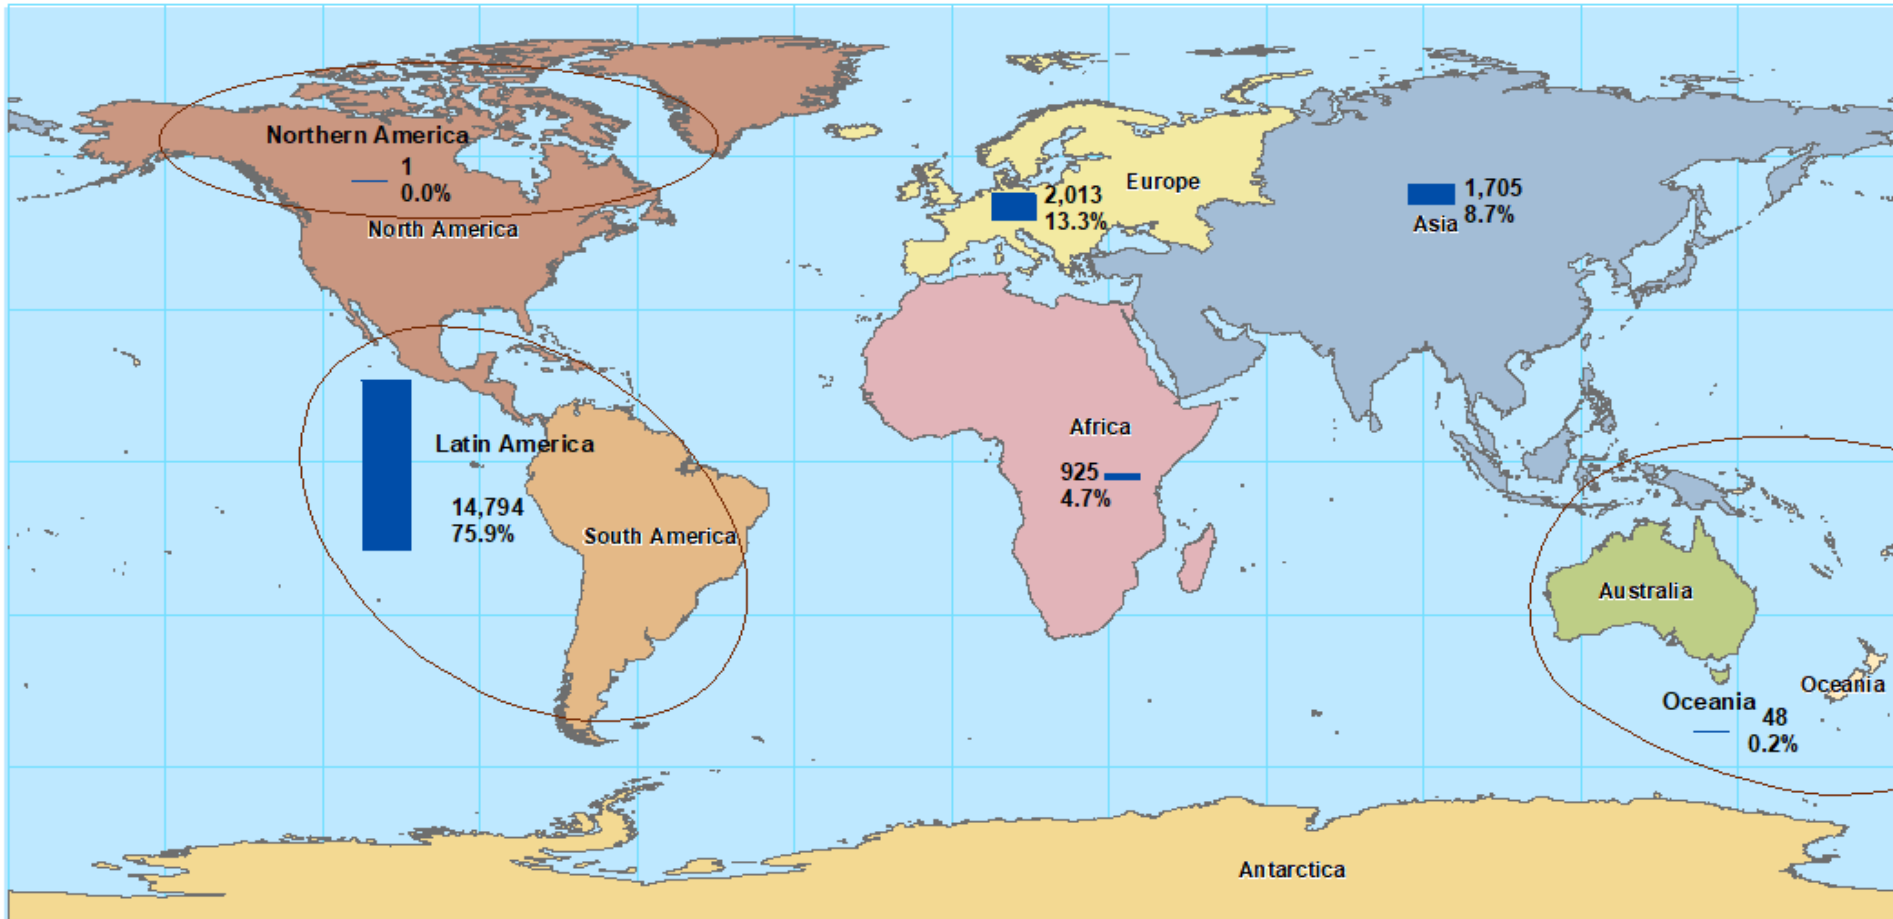 Northern America
1
0.0%
North America
2,013
13.3%
Europe
1,705
8.7%
Asia
Latin America
14,794
75.9%
South America
Africa
925
4.7%
Australia
Oceania
Oceania
48
0.2%
Antarctica